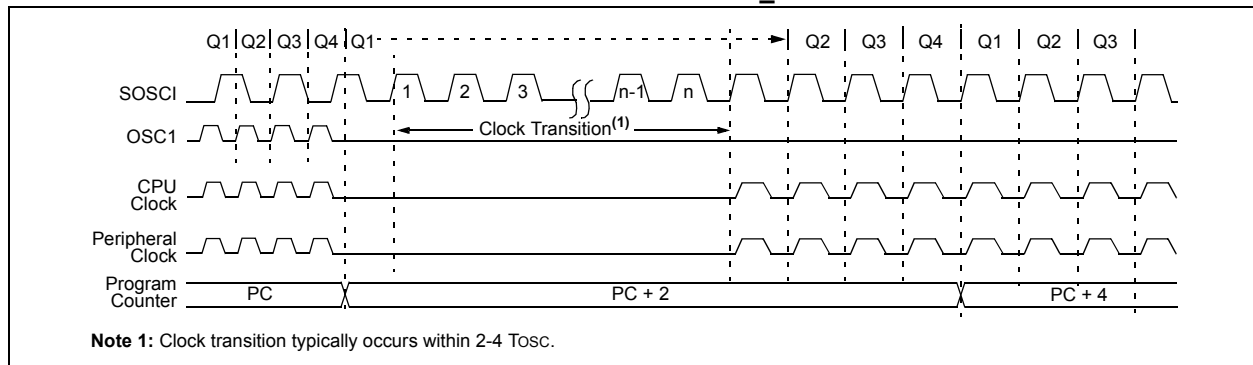 Q1 Q2 Q3 Q4 Q1 Q2 Q3 Q4 Q1 Q2 Q3
SOSCI 1 2 3 n-1 n
Clock Transition(1)
OSC1
CPU
Clock
Peripheral
Clock
Program
Counter
PC PC + 2 PC + 4
Note 1: Clock transition typically occurs within 2-4 TOSC.